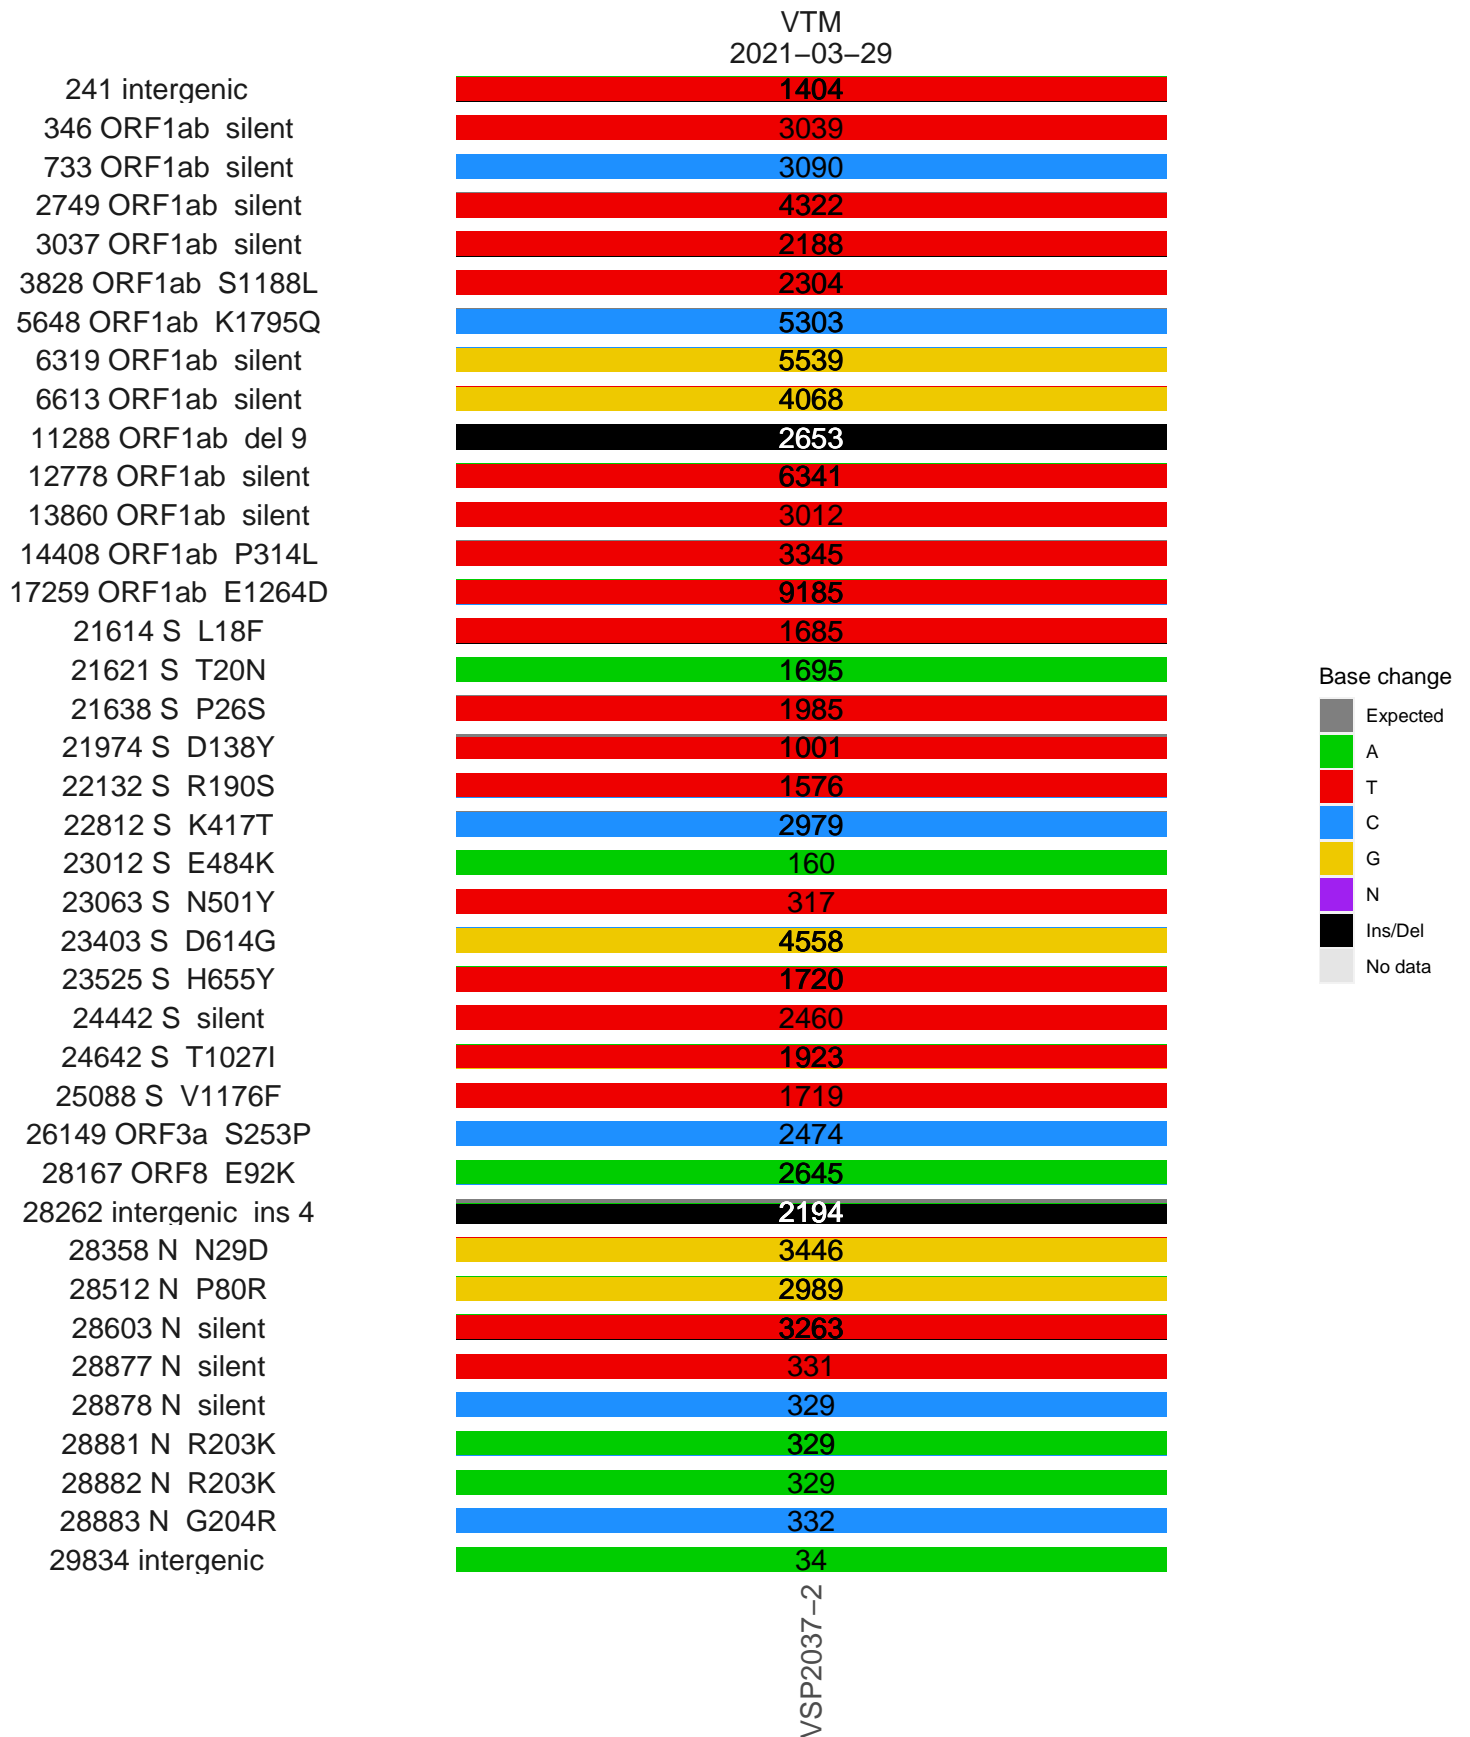 VTM
2021−03−29
241 intergenic 1404
346 ORF1ab silent 3039
733 ORF1ab silent 3090
2749 ORF1ab silent 4322
3037 ORF1ab silent 2188
3828 ORF1ab S1188L 2304
5648 ORF1ab K1795Q 5303
6319 ORF1ab silent 5539
6613 ORF1ab silent 4068
11288 ORF1ab del 9 2653
12778 ORF1ab silent 6341
13860 ORF1ab silent 3012
14408 ORF1ab P314L 3345
17259 ORF1ab E1264D 9185
21614 S L18F 1685
21621 S T20N 1695
21638 S P26S 1985
21974 S D138Y 1001
22132 S R190S 1576
22812 S K417T 2979
23012 S E484K 160
23063 S N501Y 317
23403 S D614G 4558
23525 S H655Y 1720
24442 S silent 2460
24642 S T1027I 1923
25088 S V1176F 1719
26149 ORF3a S253P 2474
28167 ORF8 E92K 2645
28262 intergenic ins 4 2194
28358 N N29D 3446
28512 N P80R 2989
28603 N silent 3263
28877 N silent 331
28878 N silent 329
28881 N R203K 329
28882 N R203K 329
28883 N G204R 332
29834 intergenic 34
VSP2037−2
Base change
Expected
A
T
C
G
N
Ins/Del
No data